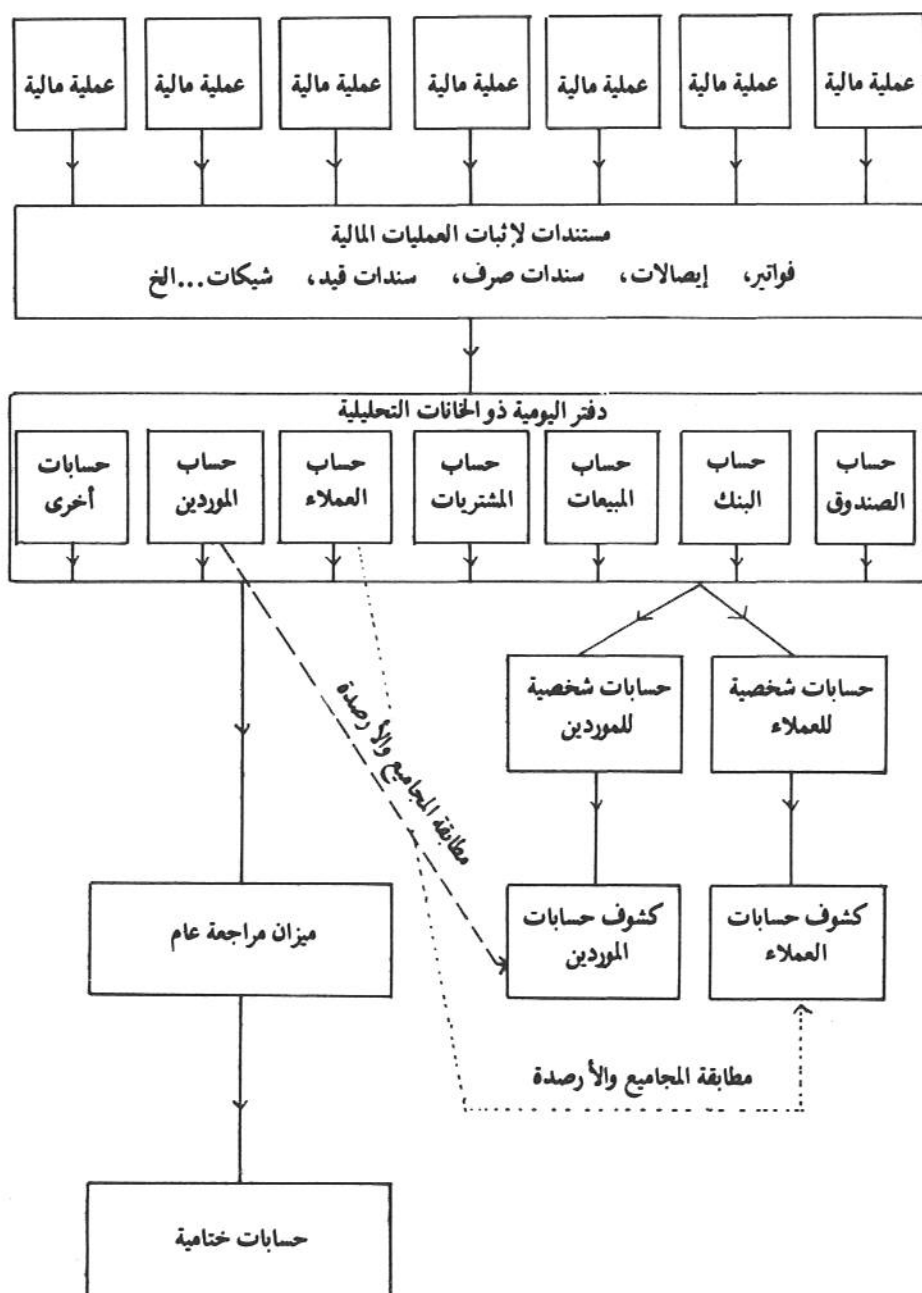 عملية مالية
عملية مالية
عملية مالية
عملية مالية
عملية مالية
عملية مالية
عملية مالية
مستندات لإثبات العمليات المالية
فواتير، إيصالات، سندات صرف، سندات قيد، شيكات...الخ
دفتر اليومية ذو الخانات التحليلية
حساب
الصندوق
حساب
البنك
حساب
المبيعات
حساب
المشتريات
حساب
العملاء
حساب
الموردين
حسابات
أخرى
حسابات شخصية
للعملاء
حسابات شخصية
للموردين
مطابقة المجاميع والأرصدة
كشوف حسابات
العملاء
كشوف حسابات
الموردين
ميزان مراجعة عام
مطابقة المجاميع والأرصدة
حسابات ختامية